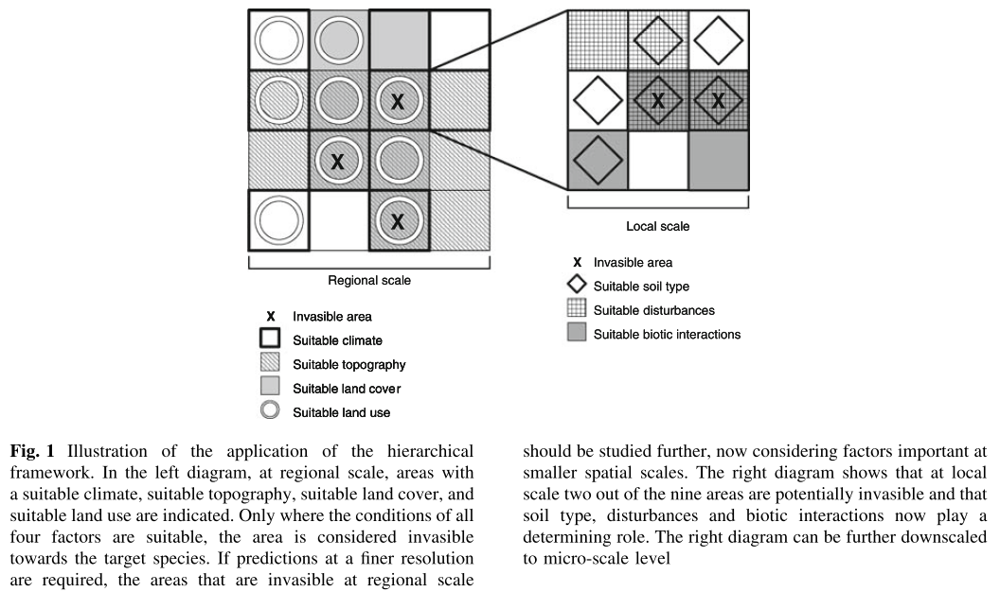 X
X
X
Regional scale
X Invasible area
Suitable climate
Suitable topography
Suitable land cover
Suitable land use
X X
Local scale
X Invasible area
Suitable soil type
Suitable disturbances
Suitable biotic interactions
Fig. 1 Illustration of the application of the hierarchical
framework. In the left diagram, at regional scale, areas with
a suitable climate, suitable topography, suitable land cover, and
suitable land use are indicated. Only where the conditions of all
four factors are suitable, the area is considered invasible
towards the target species. If predictions at a finer resolution
are required, the areas that are invasible at regional scale
should be studied further, now considering factors important at
smaller spatial scales. The right diagram shows that at local
scale two out of the nine areas are potentially invasible and that
soil type, disturbances and biotic interactions now play a
determining role. The right diagram can be further downscaled
to micro-scale level